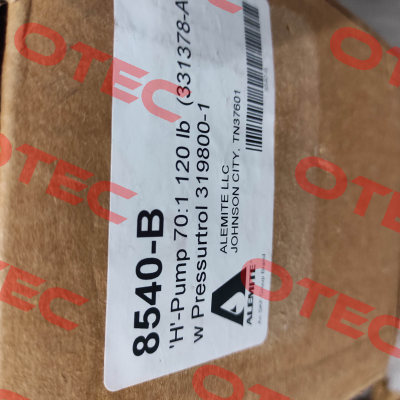 8540-B
'H'-Pump 70:1 120 lb (331378-A
w Pressurtrol 319800-1
ALEMITE LLC
JOHNSON CITY, TN37601
ALEMITE
OTEC
OTEC
OTEC
OTEC
OTEC